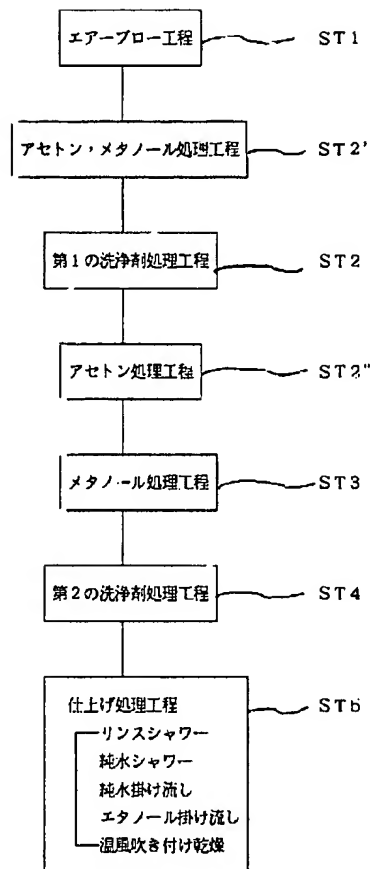 エアーブロー工程 ST1
アセトン・メタノール処理工程 ST2'
第1の洗浄剤処理工程 ST2
アセトン処理工程 ST2"
メタノール処理工程 ST3
第2の洗浄剤処理工程 ST4
仕上げ処理工程 ST5
リンスシャワー
純水シャワー
純水掛け流し
エタノール掛け流し
温風吹き付け乾燥